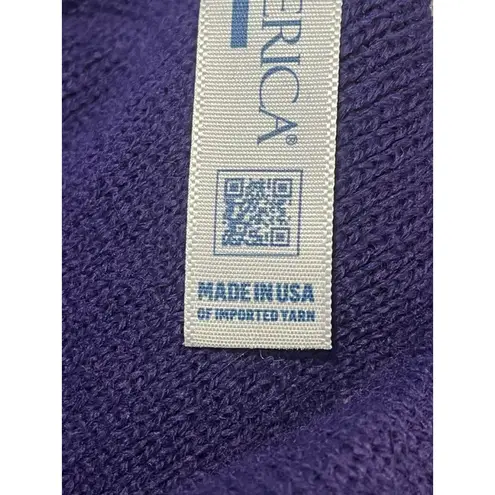 ERICA®
MADE IN USA
OF IMPORTED YARN